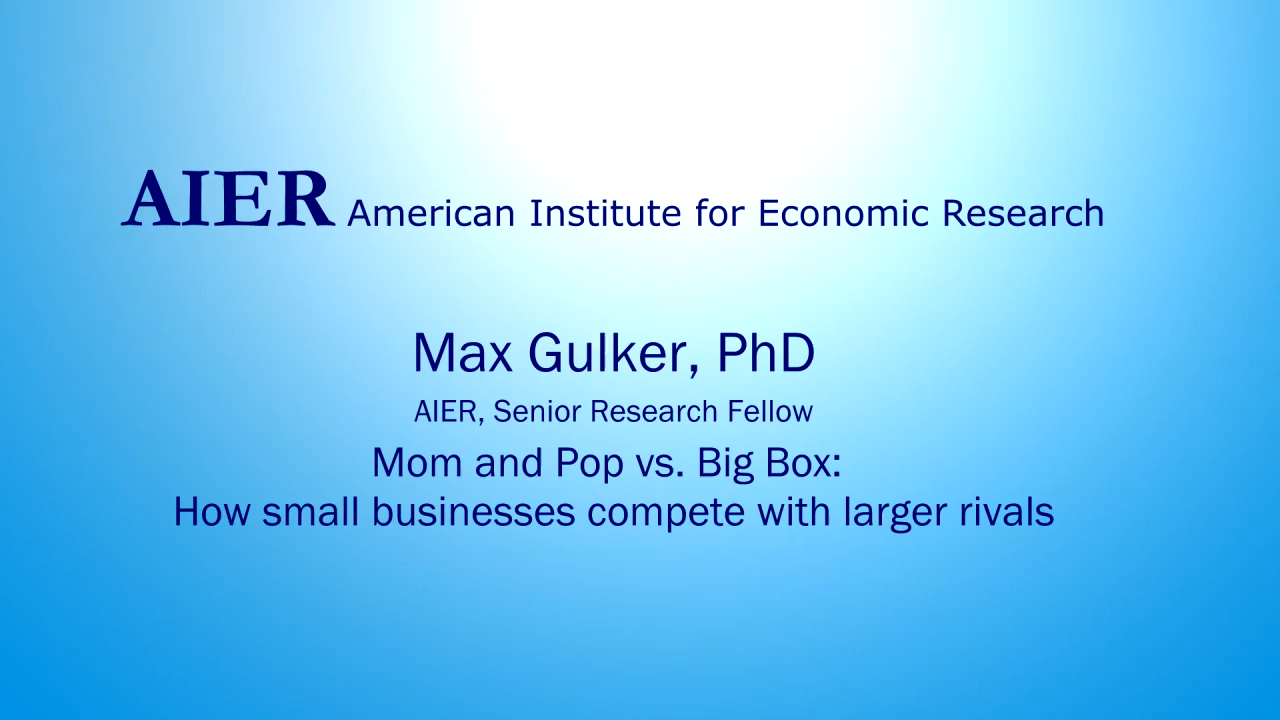 AIER American Institute for Economic Research
Max Gulker, PhD
AIER, Senior Research Fellow
Mom and Pop vs. Big Box:
How small businesses compete with larger rivals